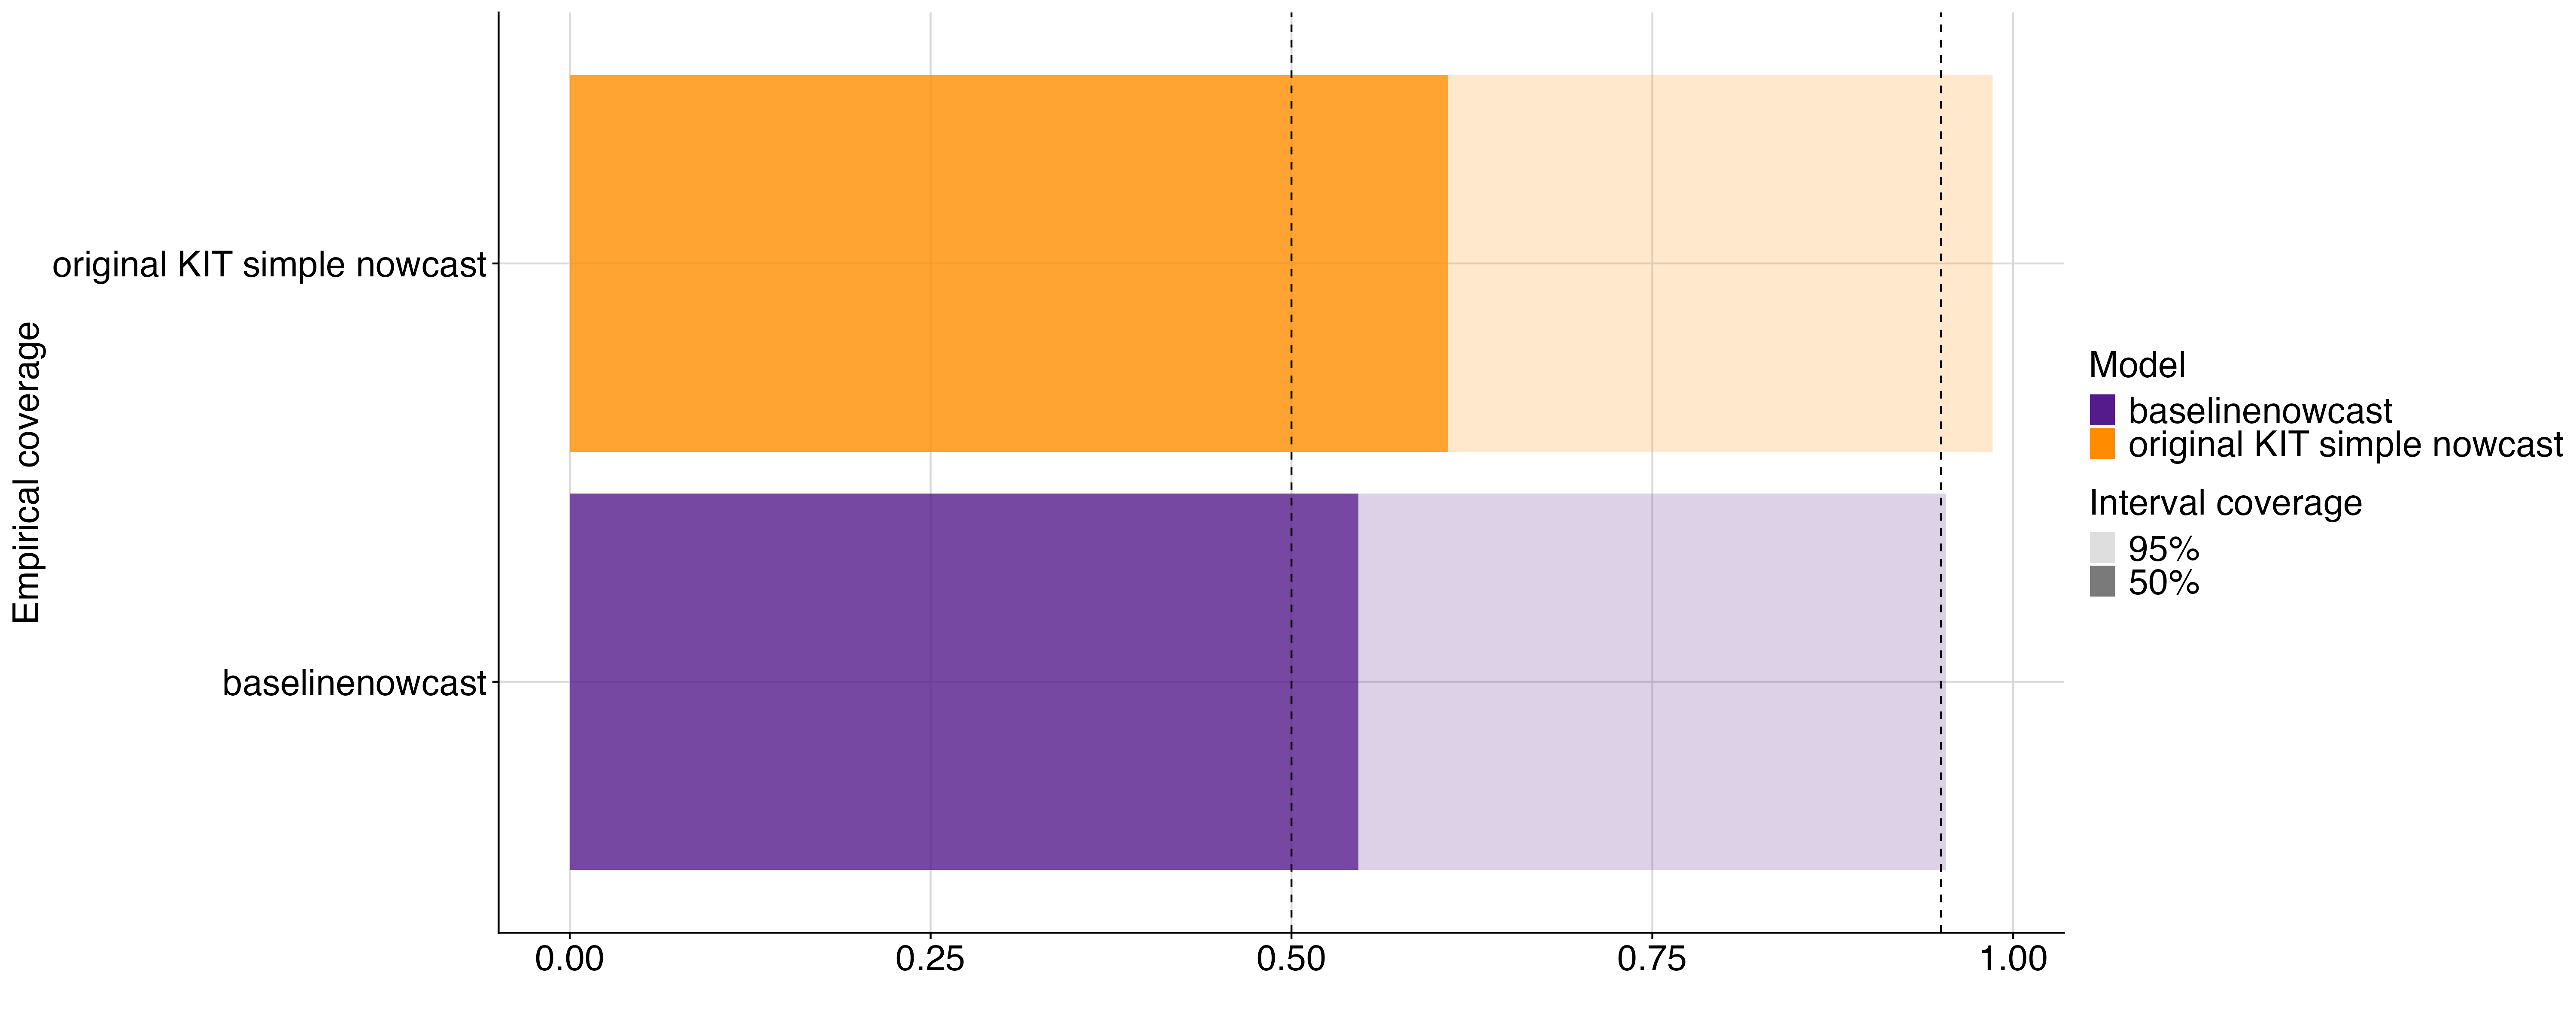 Empirical coverage
original KIT simple nowcast
baselinenowcast
0.00 0.25 0.50 0.75 1.00
Model
baselinenowcast
original KIT simple nowcast
Interval coverage
95%
50%